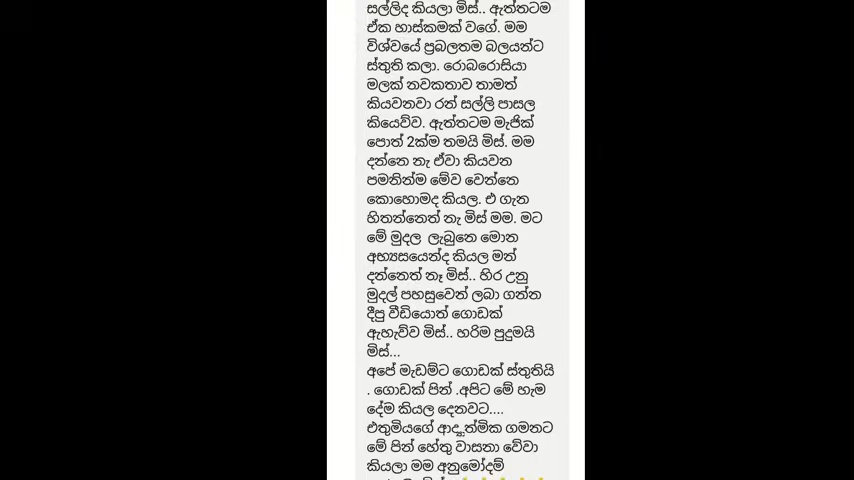 සල්ලිද කියලා මිස්.. ඇත්තටම
ඒක හාස්කමක් වගේ. මම
විශ්වයේ ප්‍රබලතම බලයන්ට
ස්තුති කලා. රොබරොසියා
මලක් නවකතාව තාමත්
කියවනවා රන් සල්ලි පාසල
කියෙව්ව. ඇත්තටම මැජික්
පොත් 2ක්ම තමයි මිස්. මම
දන්නෙ නැ ඒවා කියවන
පමනින්ම මේව වෙන්නෙ
කොහොමද කියල. එ ගැන
හිතන්නෙත් නැ මිස් මම. මට
මේ මුදල ලැබුනෙ මොන
අභ්‍යසයෙන්ද කියල මන්
දන්නෙත් නෑ මිස්.. හිර උනු
මුදල් පහසුවෙන් ලබා ගන්න
දීපු වීඩියොත් ගොඩක්
ඇහැව්ව මිස්.. හරිම පුදුමයි
මිස්...
අපේ මැඩම්ට ගොඩක් ස්තුතියි
. ගොඩක් පින් .අපිට මේ හැම
දේම කියල දෙනවට....
එතුමියගේ ආද්‍යාත්මික ගමනට
මේ පින් හේතු වාසනා වේවා
කියලා මම අනුමෝදම්